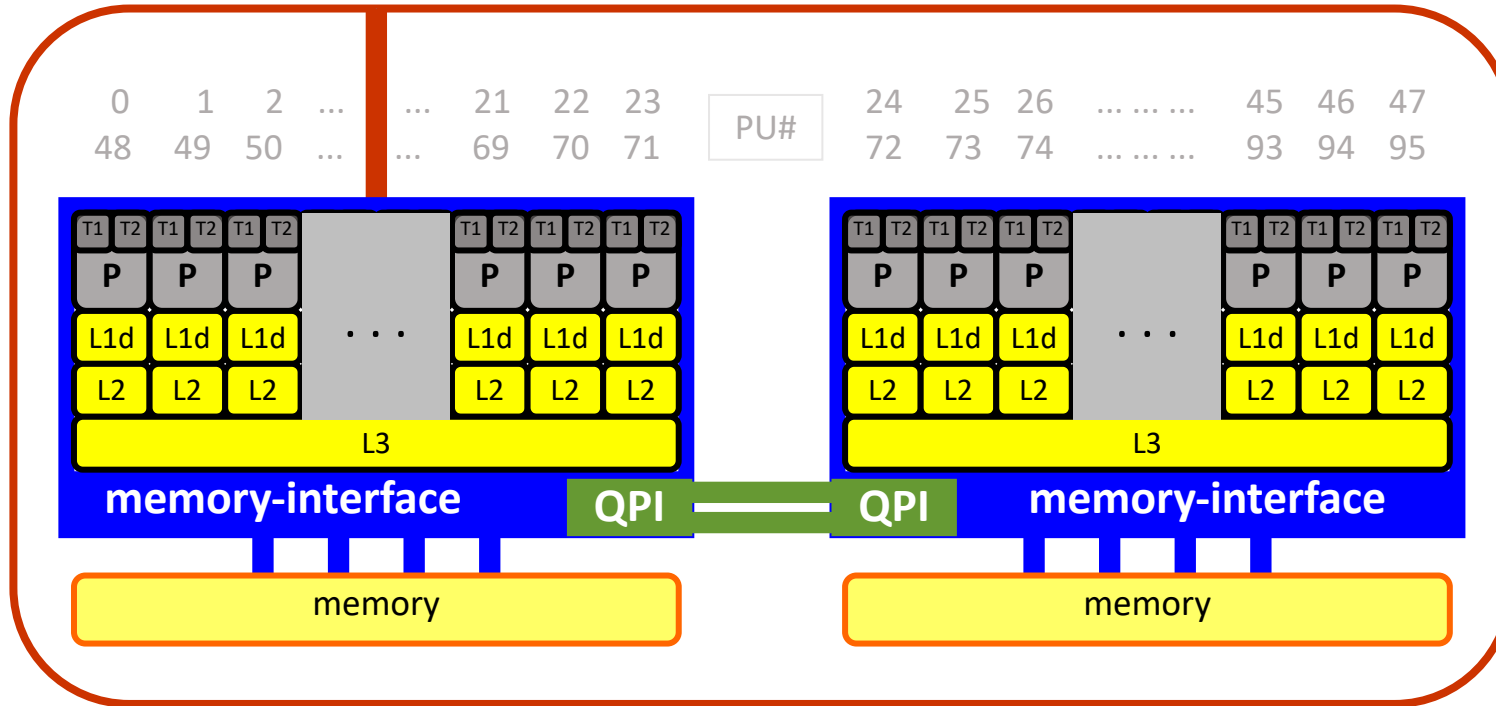 0 1 2 ... ... 21 22 23 24 25 26 ... ... ... 45 46 47
PU#
48 49 50 ... ... 69 70 71 72 73 74 ... ... ... 93 94 95
T1 T2 T1 T2 T1 T2 T1 T2 T1 T2 T1 T2 T1 T2 T1 T2 T1 T2 T1 T2 T1 T2 T1 T2
P P P P P P P P P P P P
L1d L1d L1d . . . L1d L1d L1d L1d L1d L1d . . . L1d L1d L1d
L2 L2 L2 L2 L2 L2 L2 L2 L2 L2 L2 L2
L3 L3
memory-interface QPI QPI memory-interface
memory memory